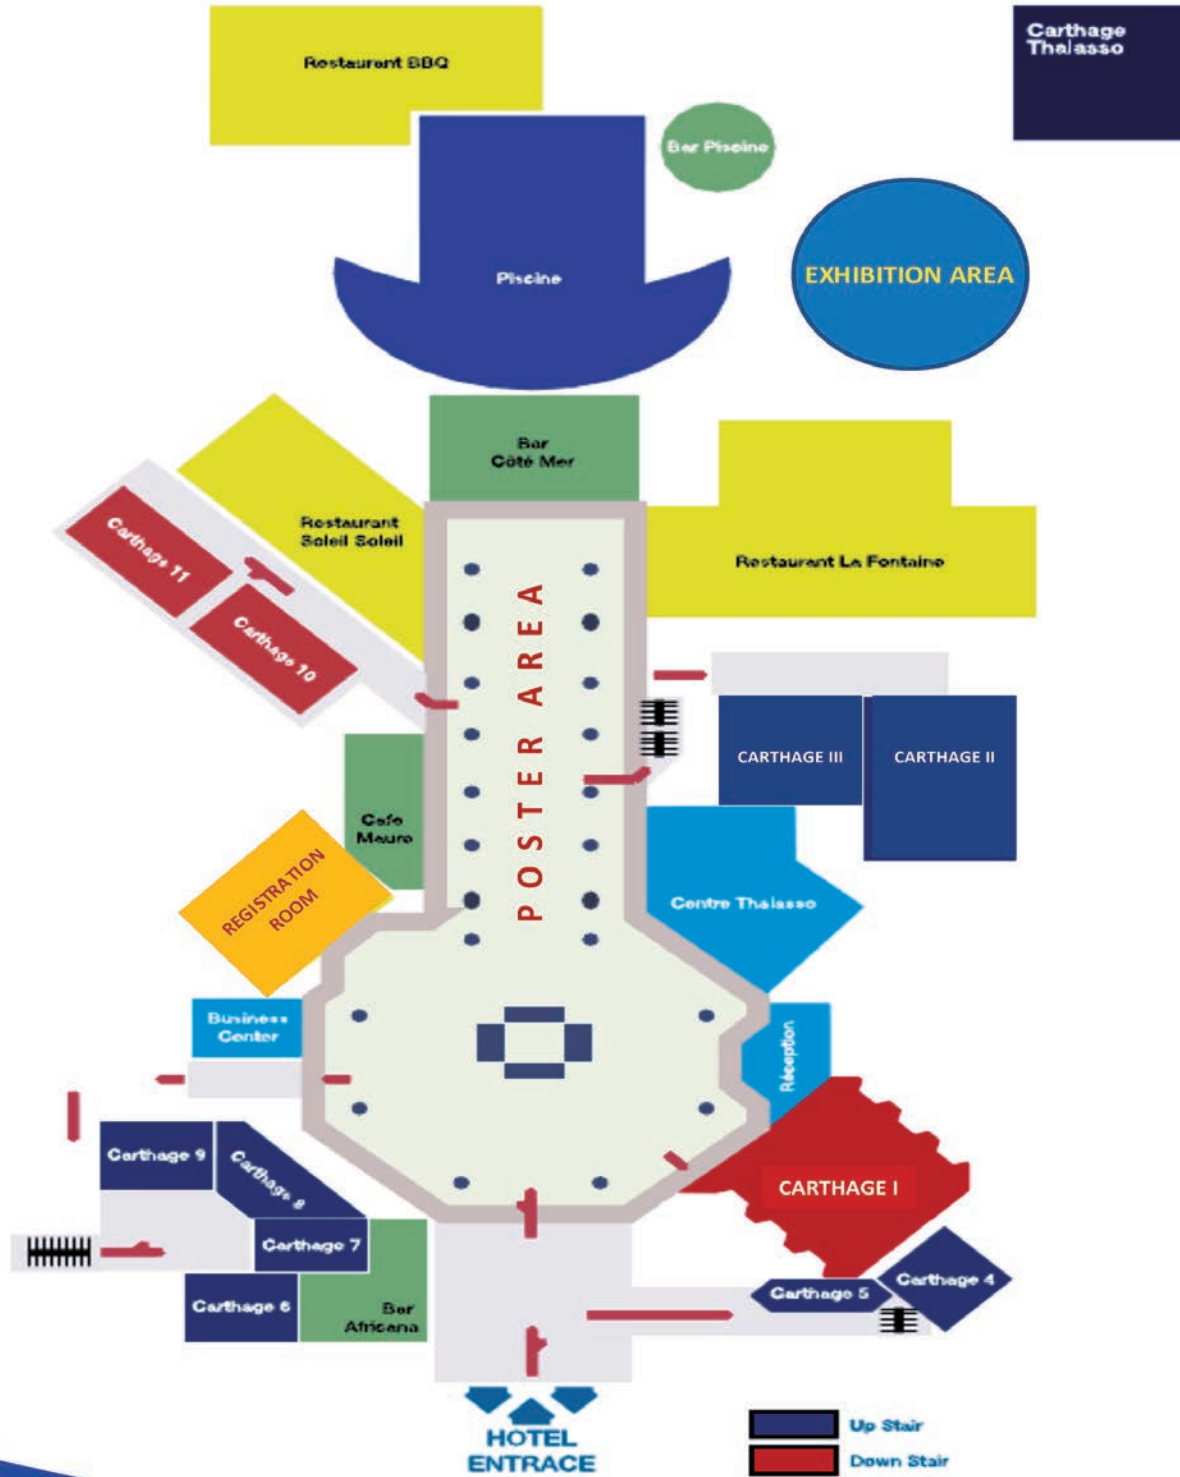 Restaurant BBQ
Carthage
Thalasso
Bar Piscine
Piscine
EXHIBITION AREA
Bar
Côté Mer
Restaurant
Soleil Soleil
Restaurant La Fontaine
Carthage 11
Carthage 10
POSTER AREA
CARTHAGE III
CARTHAGE II
Cafe
Maure
REGISTRATION
ROOM
Centre Thalasso
Business
Center
Réception
Carthage 9
Carthage 8
CARTHAGE I
Carthage 7
Carthage 4
Carthage 5
Carthage 6
Bar
Africana
HOTEL
ENTRACE
Up Stair
Down Stair